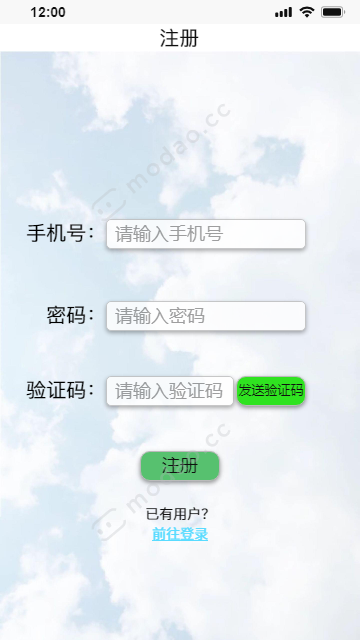 12:00
注册
modao.cc
手机号： 请输入手机号
密码： 请输入密码
验证码： 请输入验证码 发送验证码
注册
modao.cc
已有用户？
前往登录